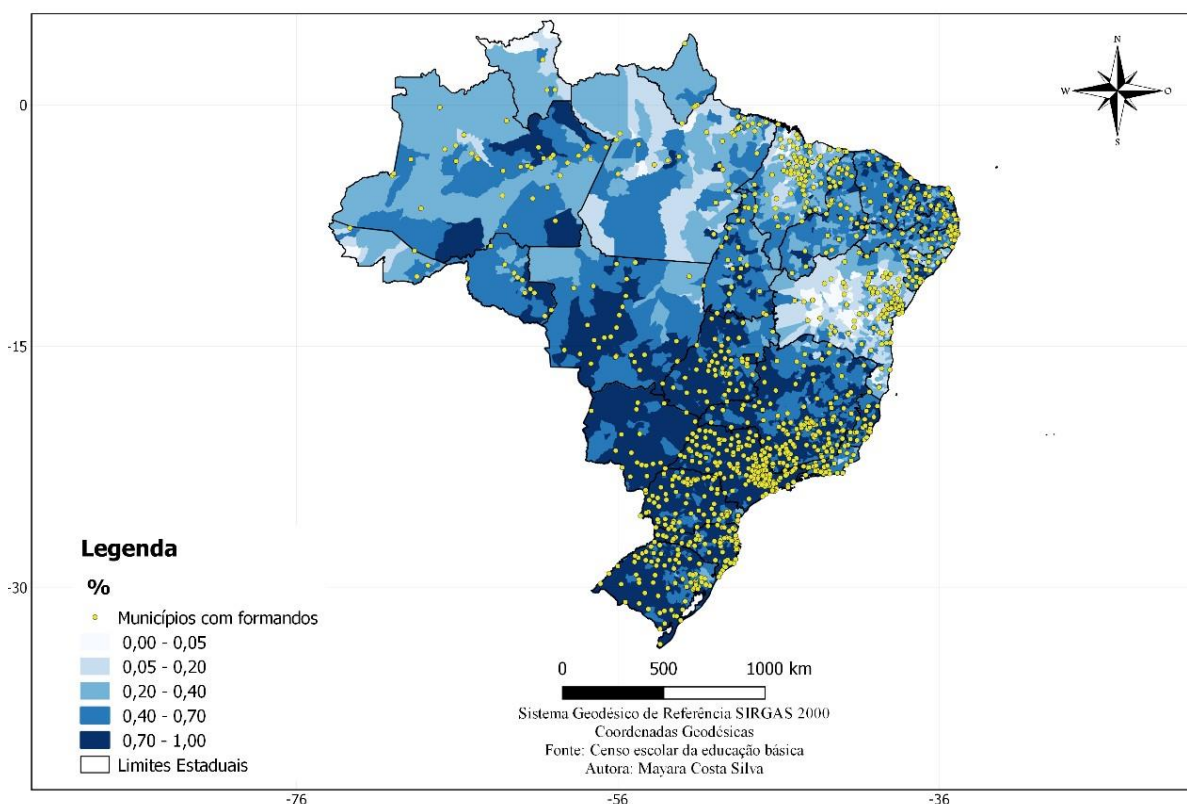 N
W
O
S
0
-15
-30
Legenda
%
Municípios com formandos
0,00 - 0,05
0,05 - 0,20
0,20 - 0,40
0,40 - 0,70
0,70 - 1,00
Limites Estaduais
0 500 1000 km
Sistema Geodésico de Referência SIRGAS 2000
Coordenadas Geodésicas
Fonte: Censo escolar da educação básica
Autora: Mayara Costa Silva
-76 -56 -36